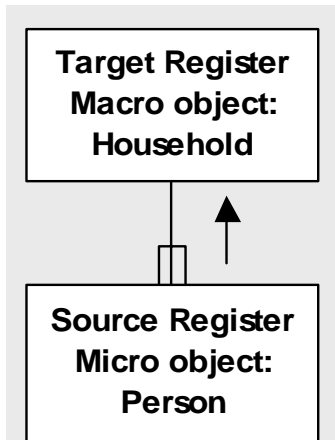 Target Register
Macro object:
Household
Source Register
Micro object:
Person